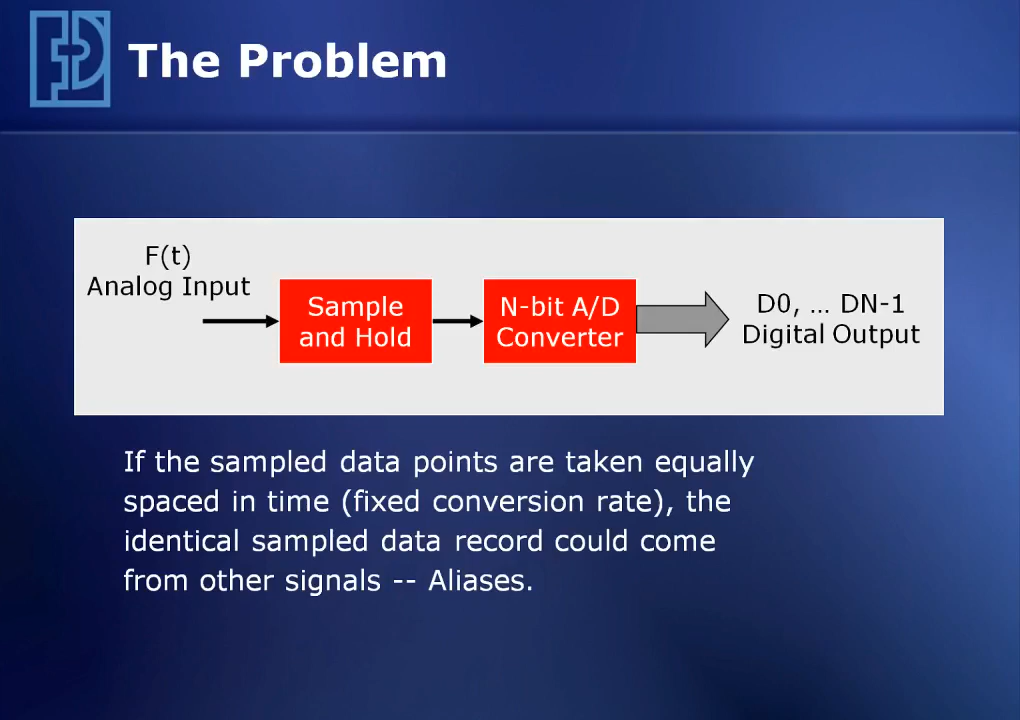 The Problem
F(t)
Analog Input
Sample
and Hold
N-bit A/D
Converter
D0, … DN-1
Digital Output
If the sampled data points are taken equally
spaced in time (fixed conversion rate), the
identical sampled data record could come
from other signals -- Aliases.